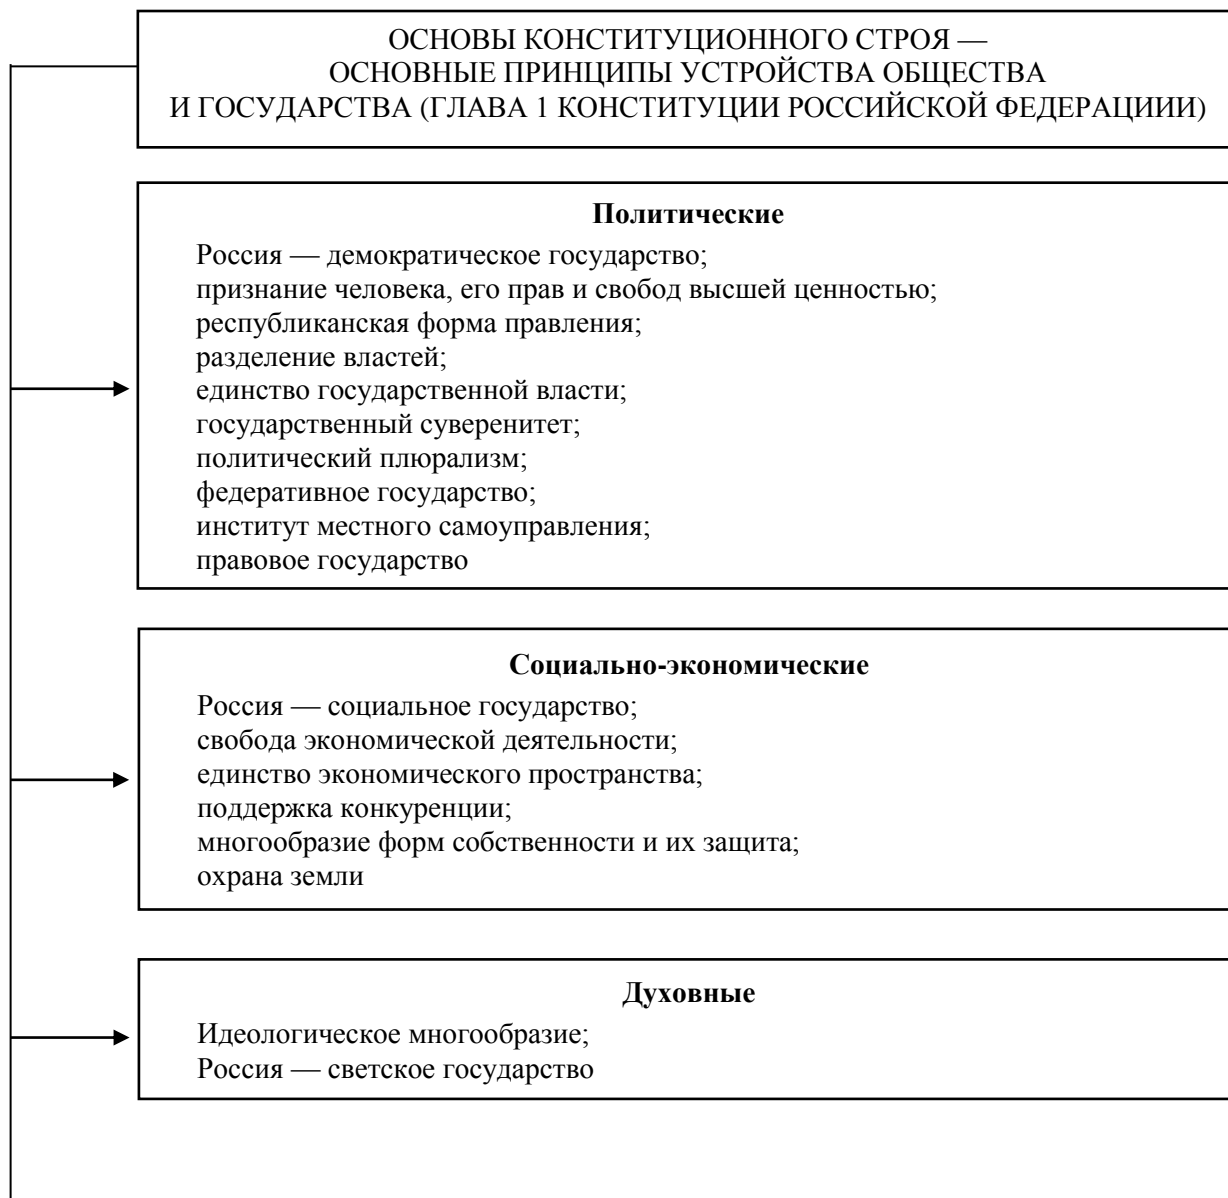 ОСНОВЫ КОНСТИТУЦИОННОГО СТРОЯ —
ОСНОВНЫЕ ПРИНЦИПЫ УСТРОЙСТВА ОБЩЕСТВА
И ГОСУДАРСТВА (ГЛАВА 1 КОНСТИТУЦИИ РОССИЙСКОЙ ФЕДЕРАЦИИИ)
Политические
Россия — демократическое государство;
признание человека, его прав и свобод высшей ценностью;
республиканская форма правления;
разделение властей;
единство государственной власти;
государственный суверенитет;
политический плюрализм;
федеративное государство;
институт местного самоуправления;
правовое государство
Социально-экономические
Россия — социальное государство;
свобода экономической деятельности;
единство экономического пространства;
поддержка конкуренции;
многообразие форм собственности и их защита;
охрана земли
Духовные
Идеологическое многообразие;
Россия — светское государство